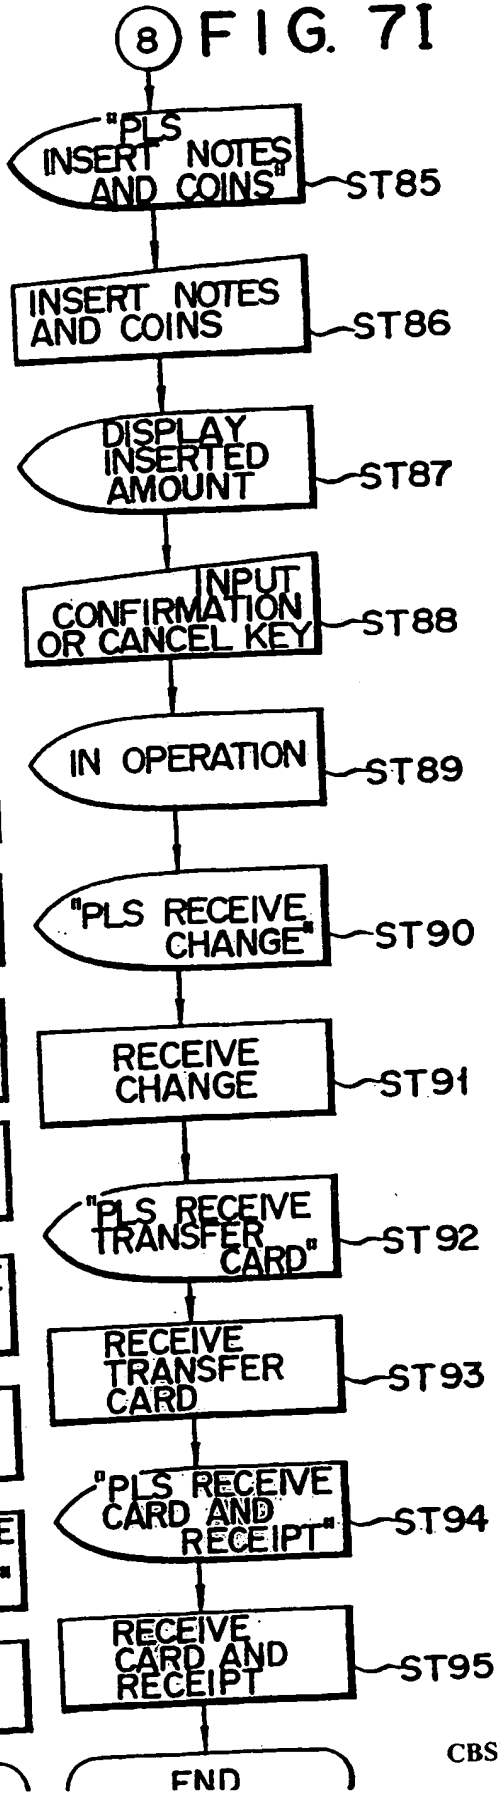 8 FIG. 7I
"PLS
INSERT NOTES
AND COINS"
ST85
INSERT NOTES
AND COINS
ST86
DISPLAY
INSERTED
AMOUNT
ST87
INPUT
CONFIRMATION
OR CANCEL KEY
ST88
IN OPERATION
ST89
"PLS RECEIVE
CHANGE"
ST90
RECEIVE
CHANGE
ST91
"PLS RECEIVE
TRANSFER
CARD"
ST92
RECEIVE
TRANSFER
CARD
ST93
"PLS RECEIVE
CARD AND
RECEIPT"
ST94
E
"
RECEIVE
CARD AND
RECEIPT
ST95
CBS
END